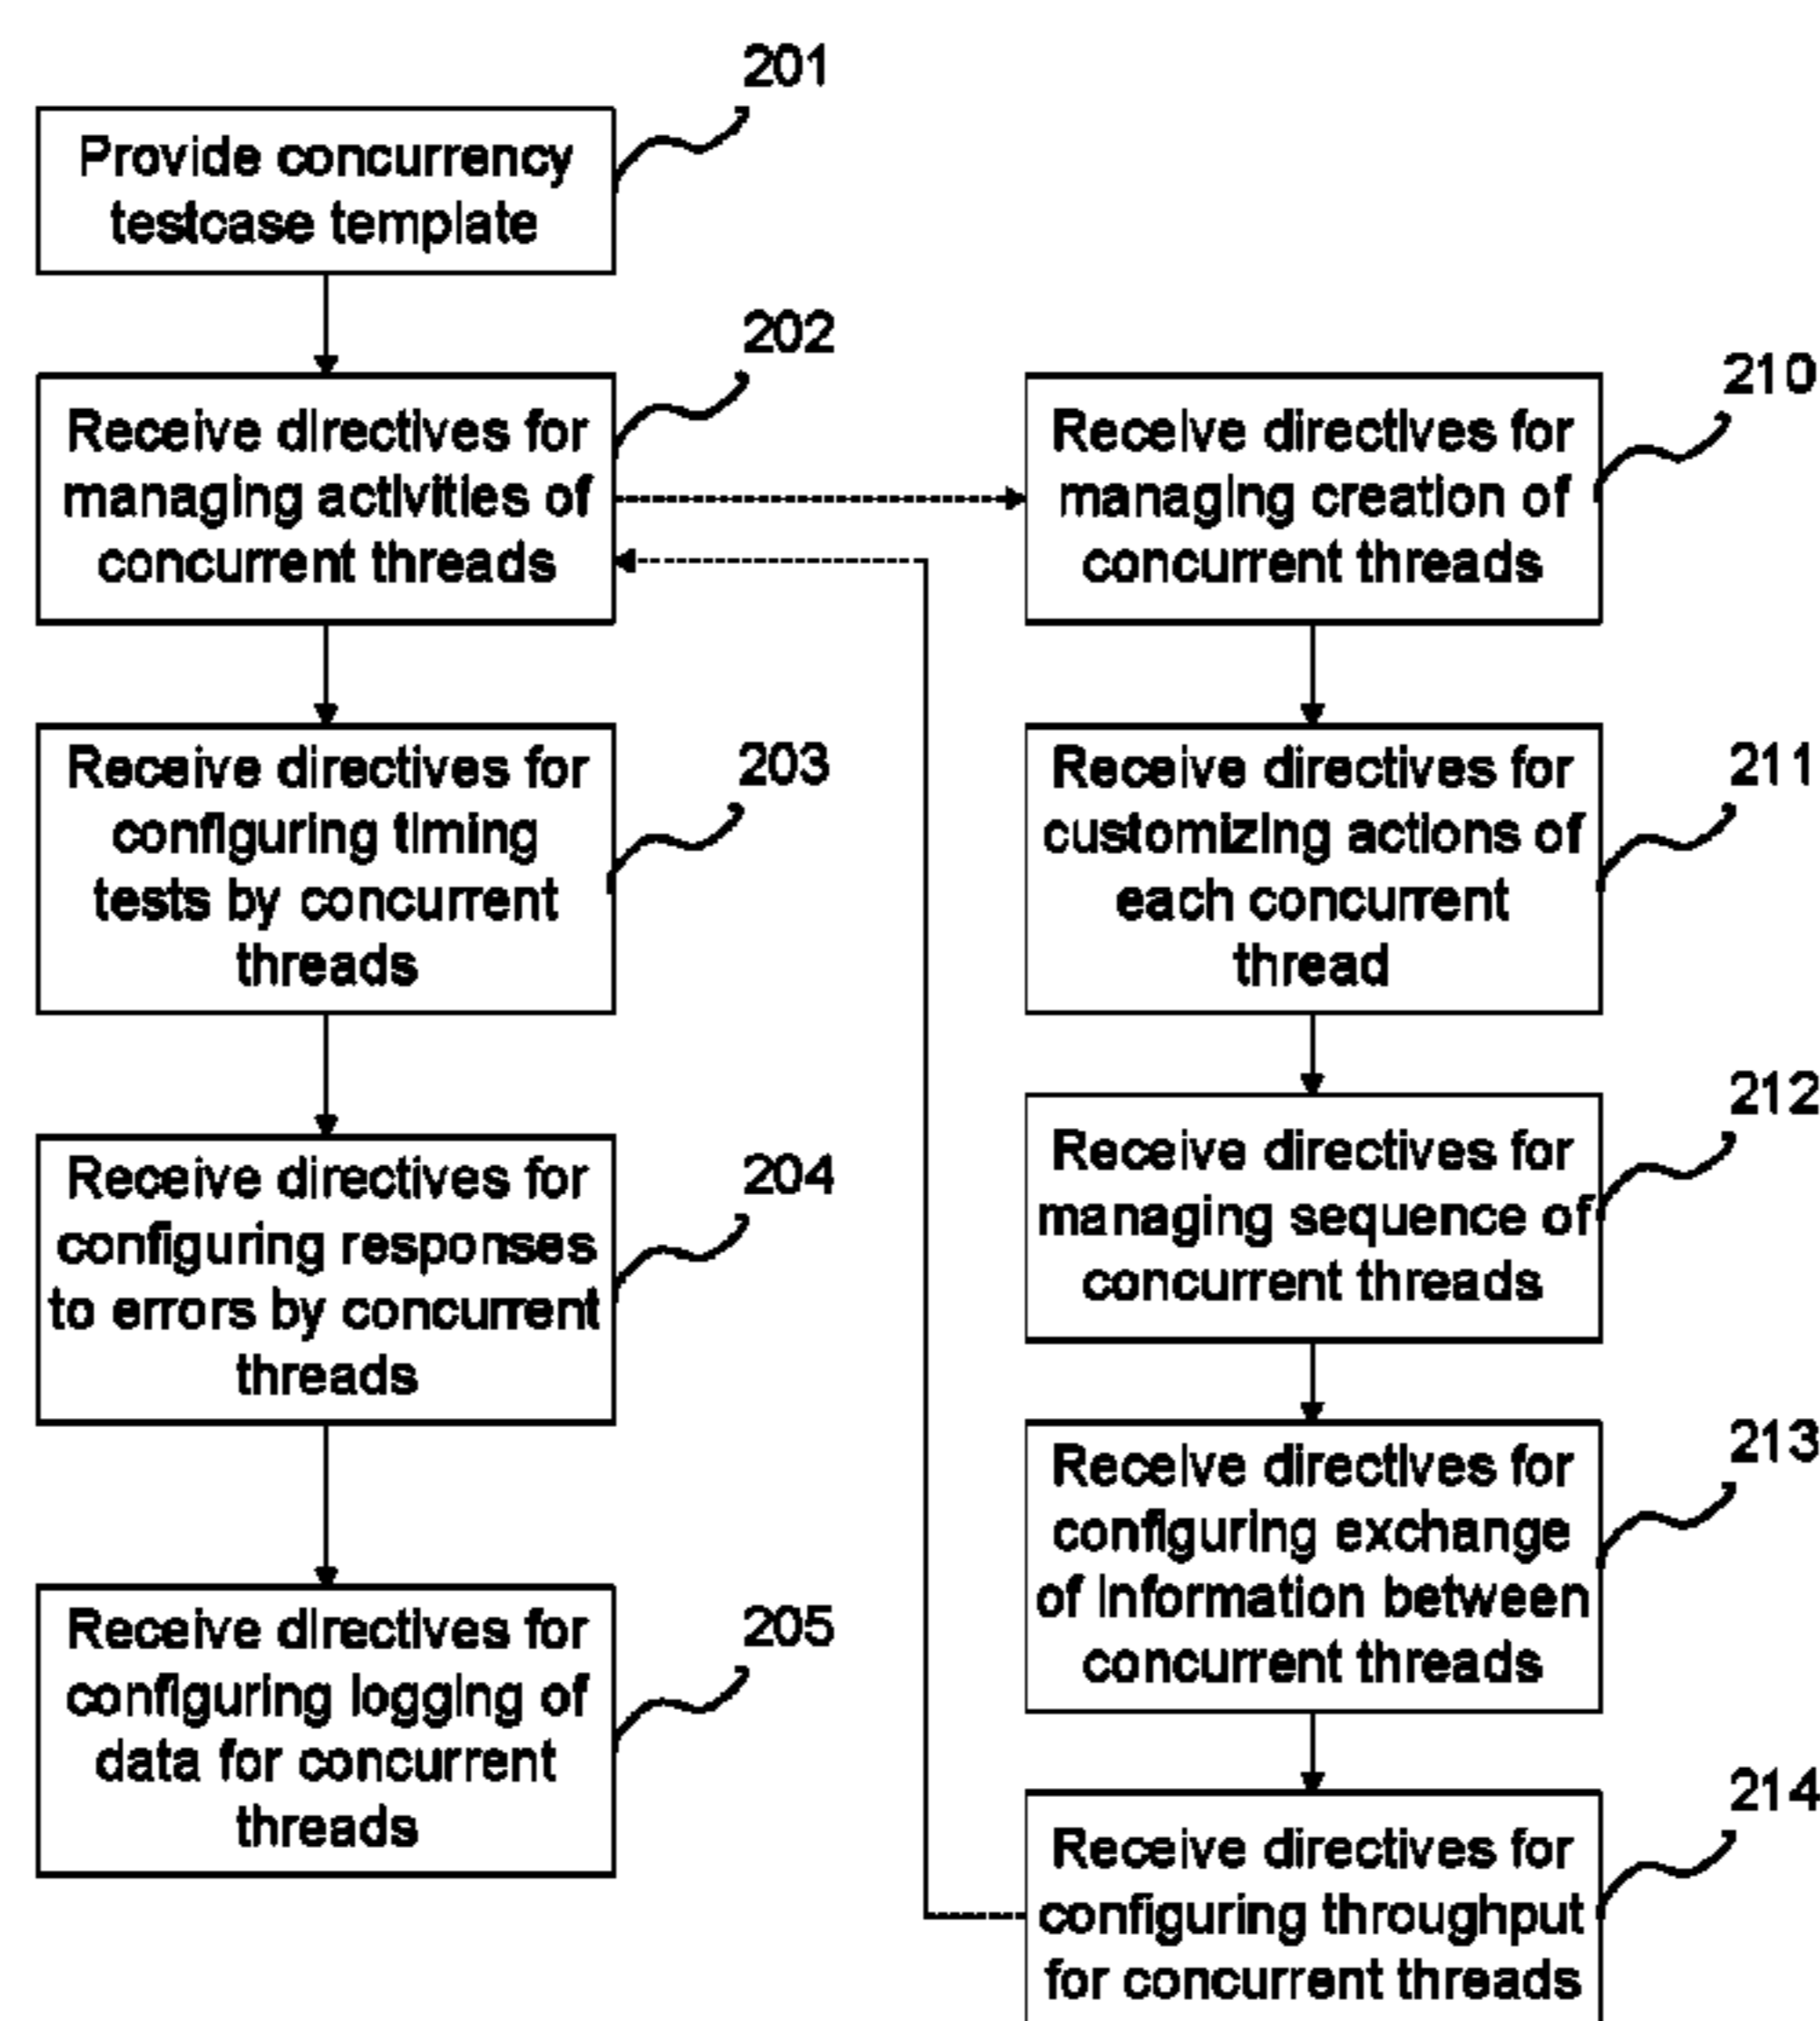 201
Provide concurrency
testcase template
202
Receive directives for
managing activities of
concurrent threads
203
Receive directives for
configuring timing
tests by concurrent
threads
204
Receive directives for
configuring responses
to errors by concurrent
threads
205
Receive directives for
configuring logging of
data for concurrent
threads
210
Receive directives for
managing creation of
concurrent threads
211
Receive directives for
customizing actions of
each concurrent
thread
212
Receive directives for
managing sequence of
concurrent threads
213
Receive directives for
configuring exchange
of information between
concurrent threads
214
Receive directives for
configuring throughput
for concurrent threads